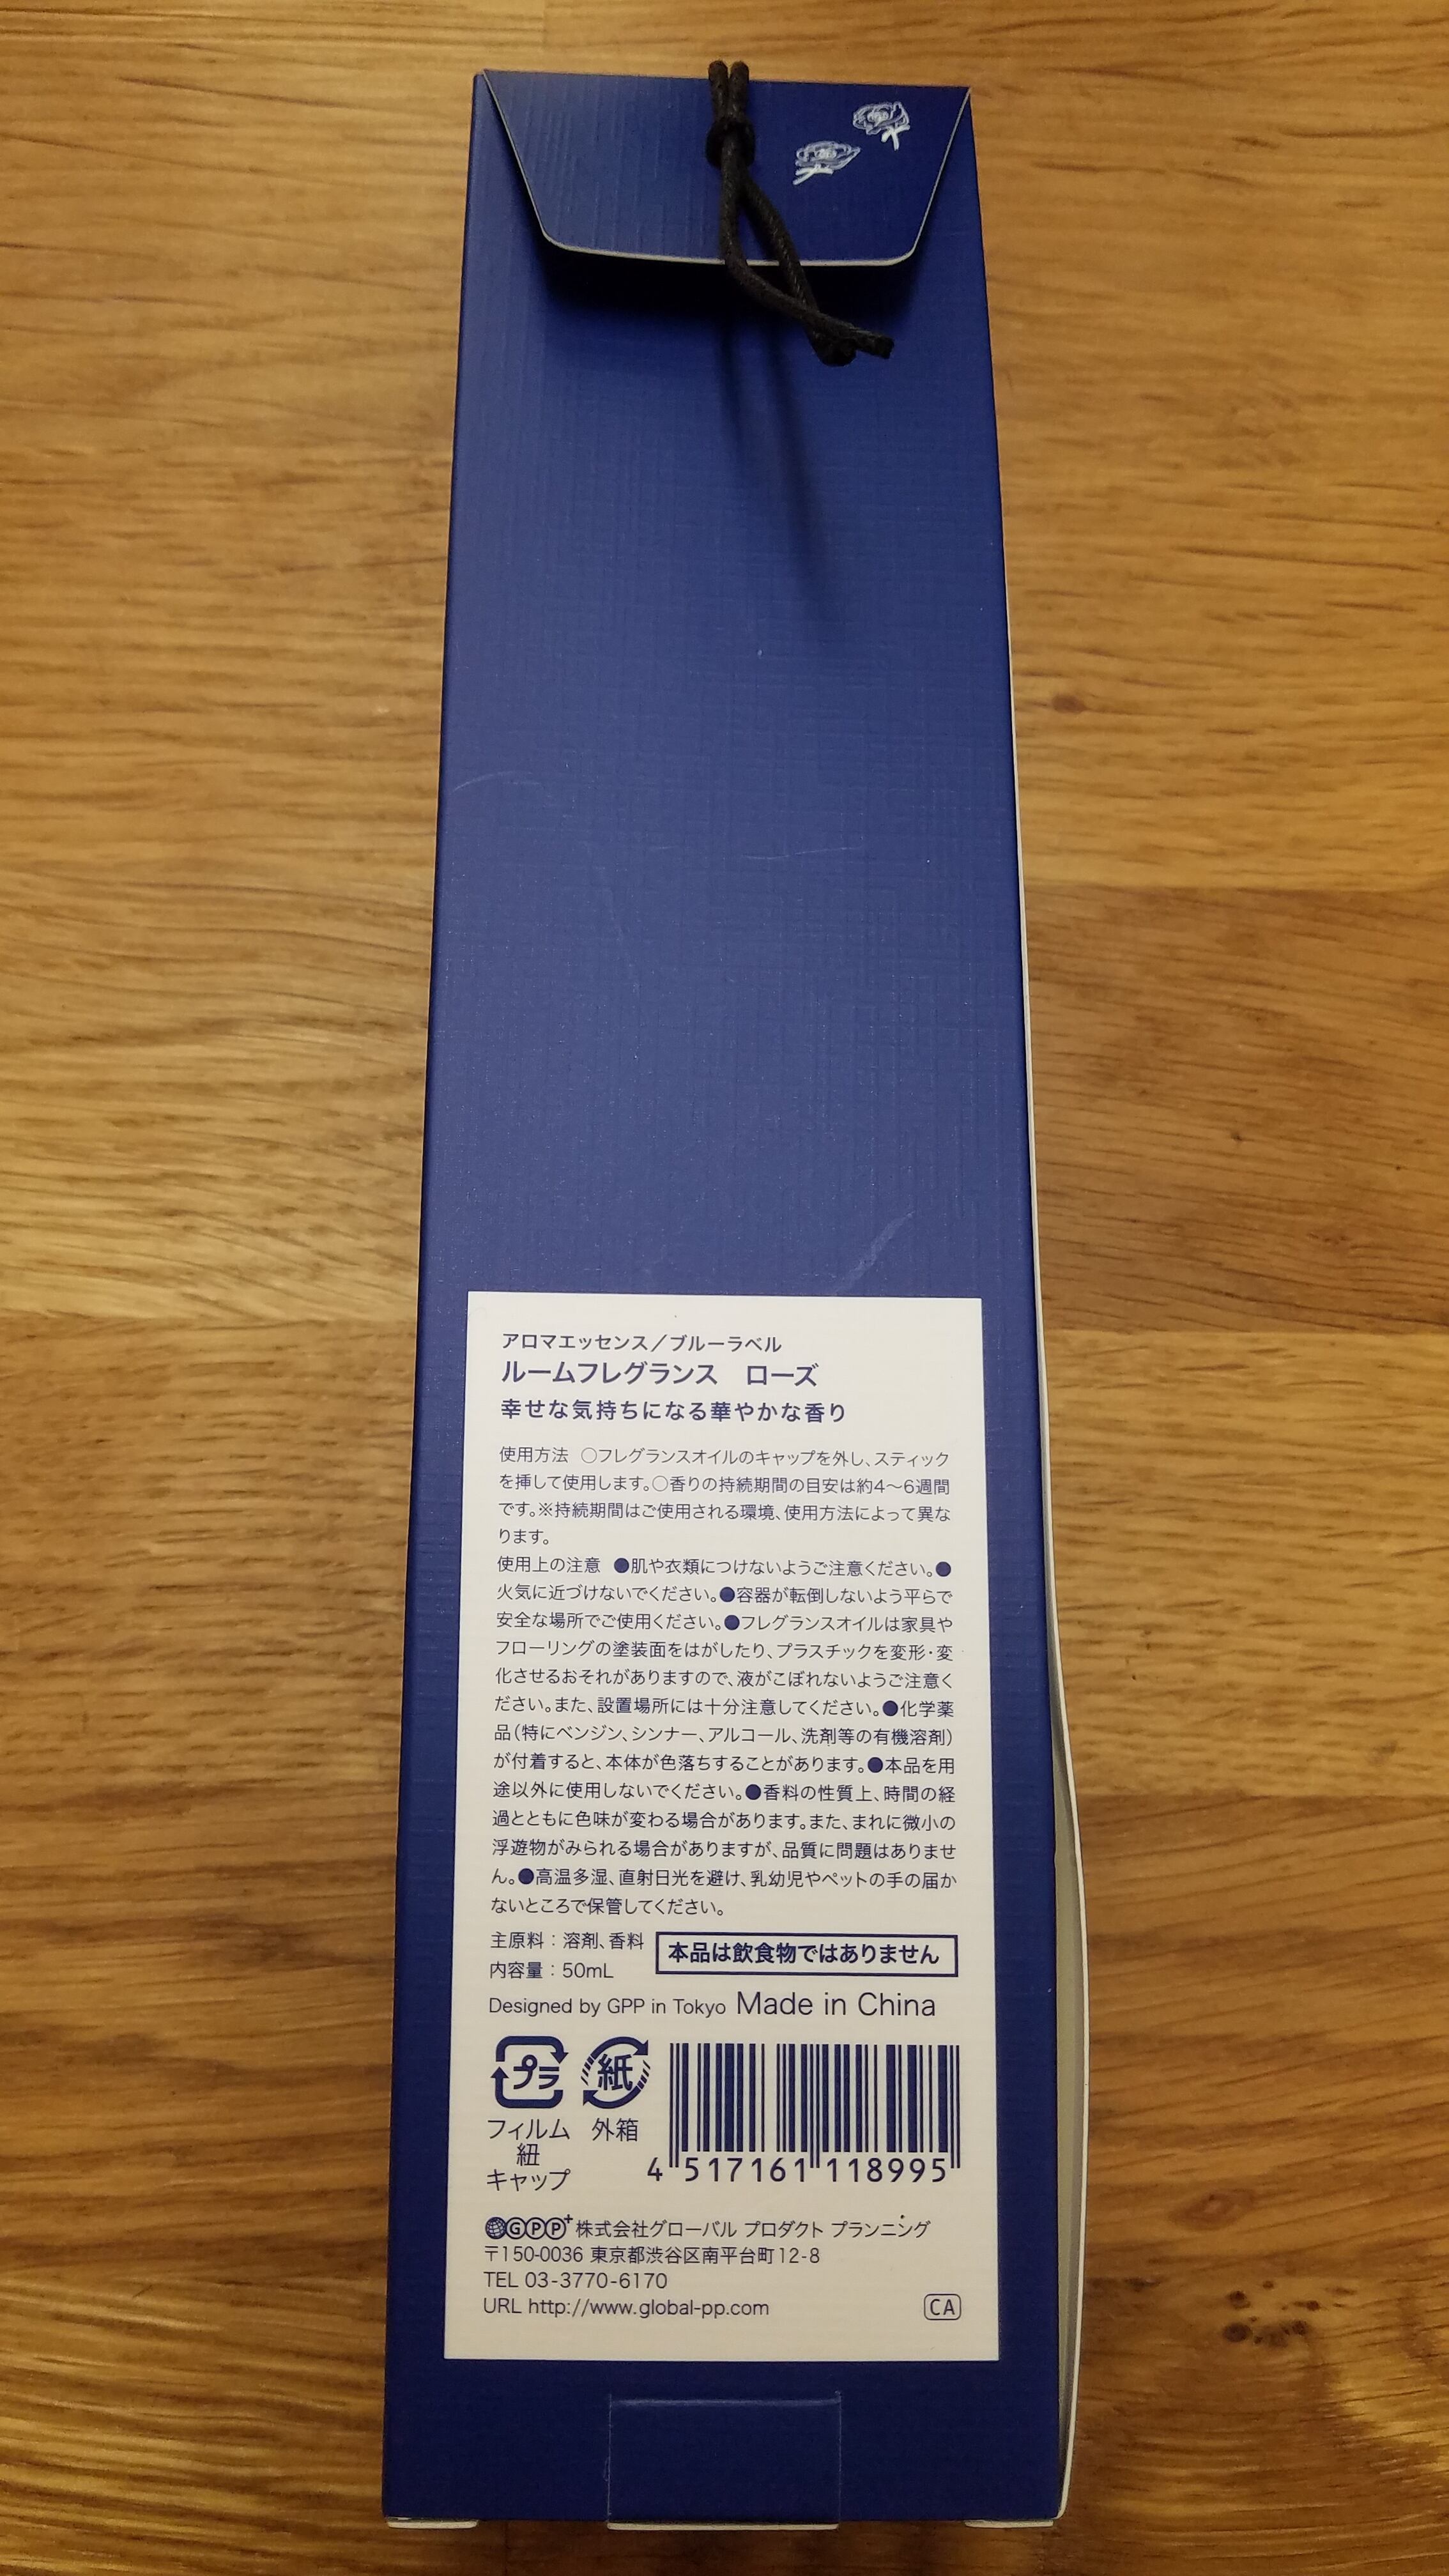 アロマエッセンス／ブルーラベル
ルームフレグランス　ローズ
幸せな気持ちになる華やかな香り
使用方法 ○フレグランスオイルのキャップを外し、スティック
を挿して使用します。○香りの持続期間の目安は約4〜6週間
です。※持続期間はご使用される環境、使用方法によって異な
ります。
使用上の注意 ●肌や衣類につけないようご注意ください。●
火気に近づけないでください。●容器が転倒しないよう平らで
安全な場所でご使用ください。●フレグランスオイルは家具や
フローリングの塗装面をはがしたり、プラスチックを変形・変
化させるおそれがありますので、液がこぼれないようご注意く
ださい。また、設置場所には十分注意してください。●化学薬
品（特にベンジン、シンナー、アルコール、洗剤等の有機溶剤）
が付着すると、本体が色落ちすることがあります。●本品を用
途以外に使用しないでください。●香料の性質上、時間の経
過とともに色味が変わる場合があります。また、まれに微小の
浮遊物がみられる場合がありますが、品質に問題はありませ
ん。●高温多湿、直射日光を避け、乳幼児やペットの手の届か
ないところで保管してください。
主原料：溶剤、香料
内容量：50mL
本品は飲食物ではありません
Designed by GPP in Tokyo Made in China
プラ
フィルム
紐
キャップ
紙
外箱
4 517161 118995
GPP+ 株式会社グローバル プロダクト プランニング
〒150-0036 東京都渋谷区南平台町12-8
TEL 03-3770-6170
URL http://www.global-pp.com
CA